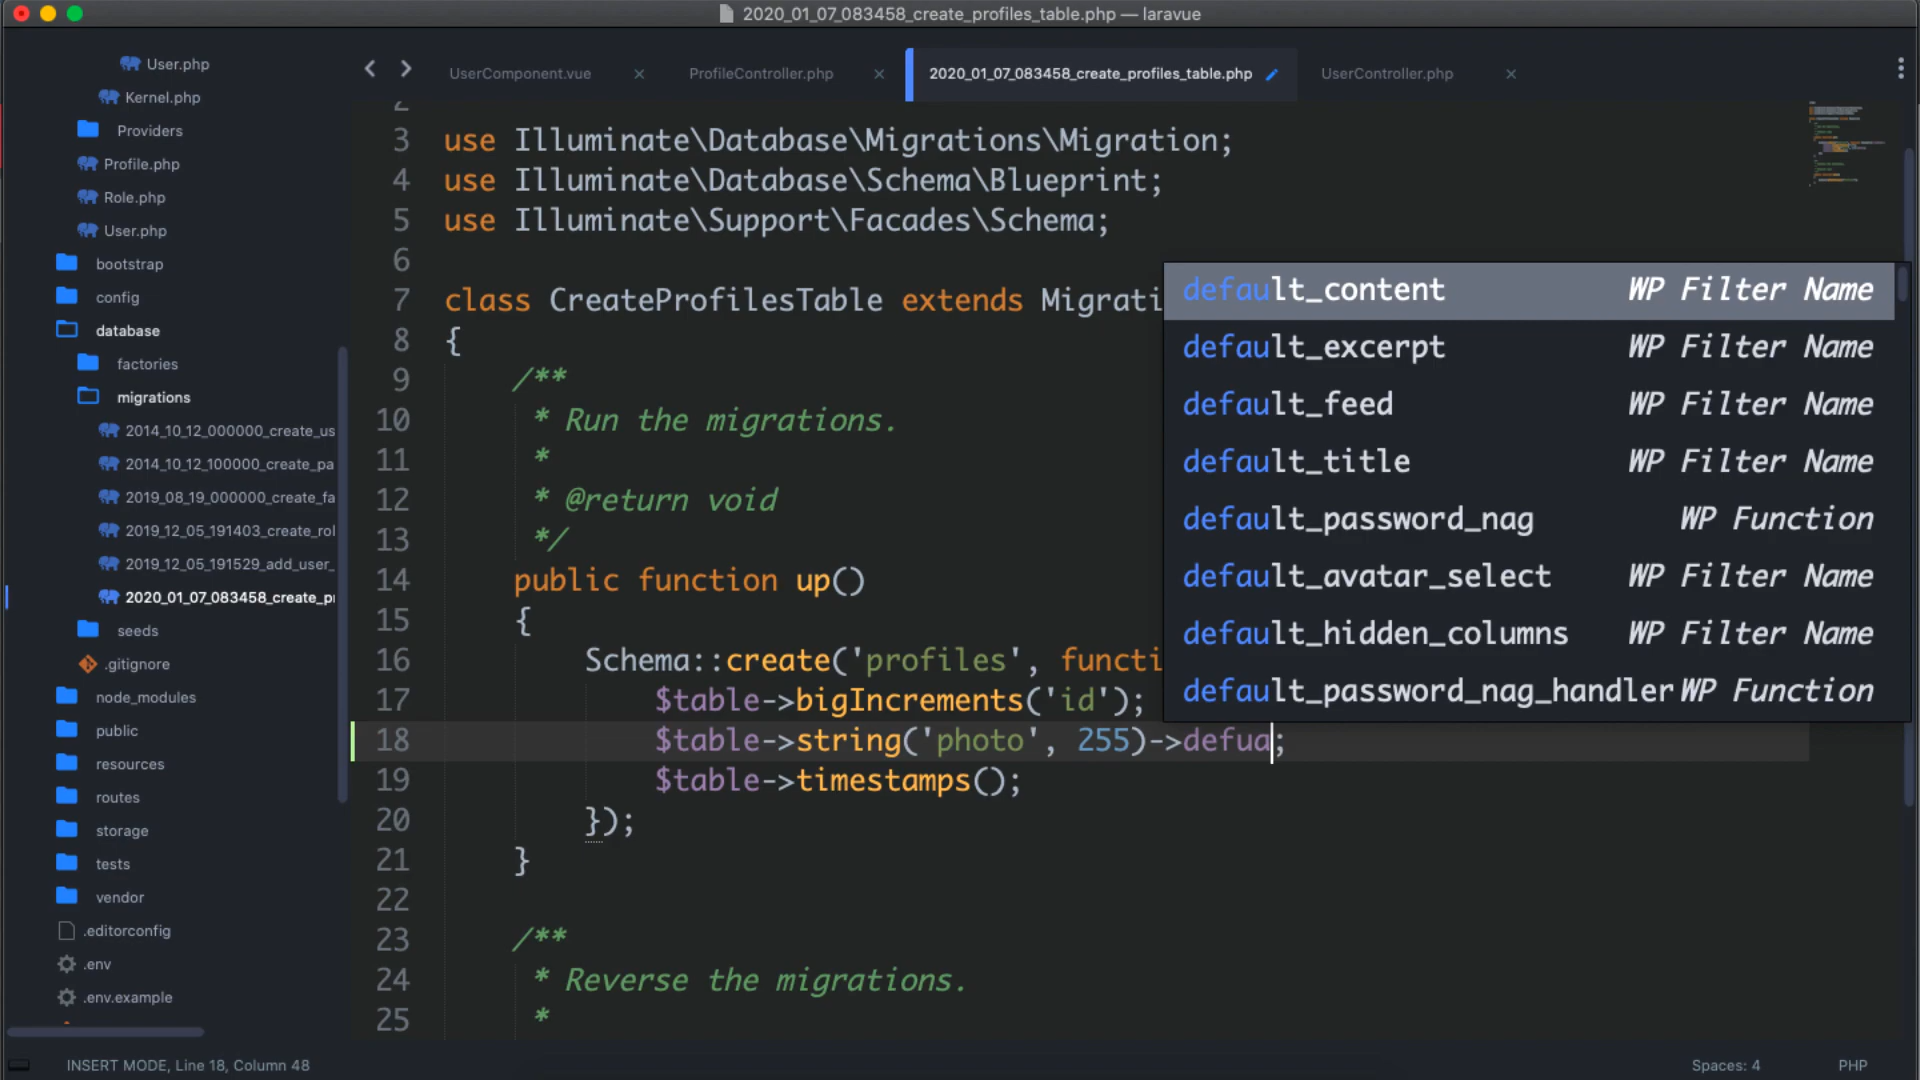 2020_01_07_083458_create_profiles_table.php — laravue
User.php
Kernel.php
Providers
Profile.php
Role.php
User.php
bootstrap
config
database
factories
migrations
2014_10_12_000000_create_us
2014_10_12_100000_create_pa
2019_08_19_000000_create_fa
2019_12_05_191403_create_rol
2019_12_05_191529_add_user_
2020_01_07_083458_create_pr
seeds
.gitignore
node_modules
public
resources
routes
storage
tests
vendor
.editorconfig
.env
.env.example
UserComponent.vue ×
ProfileController.php ×
2020_01_07_083458_create_profiles_table.php
UserController.php ×
2
3 use Illuminate\Database\Migrations\Migration;
4 use Illuminate\Database\Schema\Blueprint;
5 use Illuminate\Support\Facades\Schema;
6
7 class CreateProfilesTable extends Migrati
8 {
9 /**
10 * Run the migrations.
11 *
12 * @return void
13 */
14 public function up()
15 {
16 Schema::create('profiles', functi
17 $table->bigIncrements('id');
18 $table->string('photo', 255)->defua;
19 $table->timestamps();
20 });
21 }
22
23 /**
24 * Reverse the migrations.
25 *
default_content WP Filter Name
default_excerpt WP Filter Name
default_feed WP Filter Name
default_title WP Filter Name
default_password_nag WP Function
default_avatar_select WP Filter Name
default_hidden_columns WP Filter Name
default_password_nag_handler WP Function
INSERT MODE, Line 18, Column 48
Spaces: 4
PHP